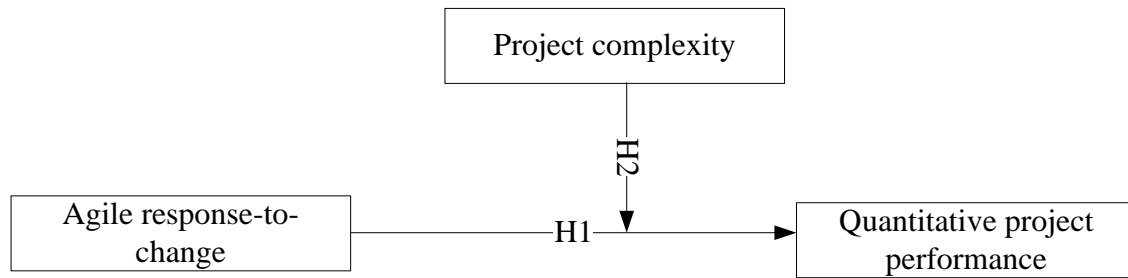 Project complexity
H2
Agile response-to-
change
H1
Quantitative project
performance